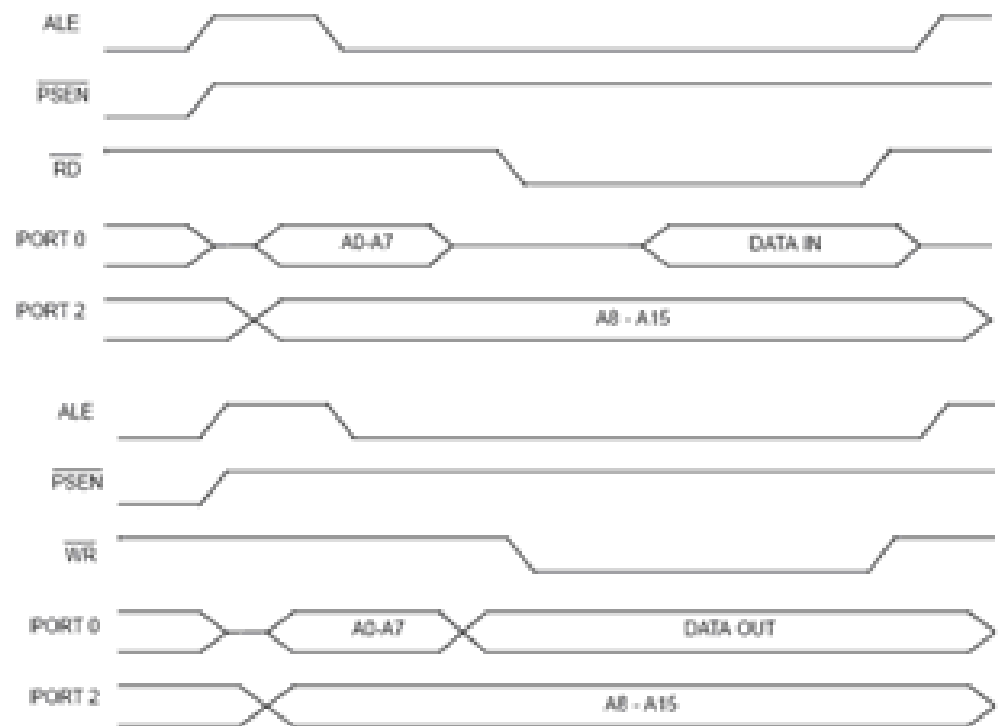 ALE
PSEN
RD
PORT 0 A0-A7 DATA IN
PORT 2 A8 - A15
ALE
PSEN
WR
PORT 0 A0-A7 DATA OUT
PORT 2 A8 - A15